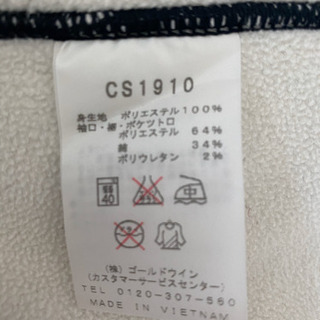 CS1910
身生地 ポリエステル100%
袖口・裾・ポケツトロ
ポリエステル 64%
綿 34%
ポリウレタン 2%
40
(株) ゴールドウイン
(カスタマーサービスセンター)
TEL 0120-307-560
MADE IN VIETNAM